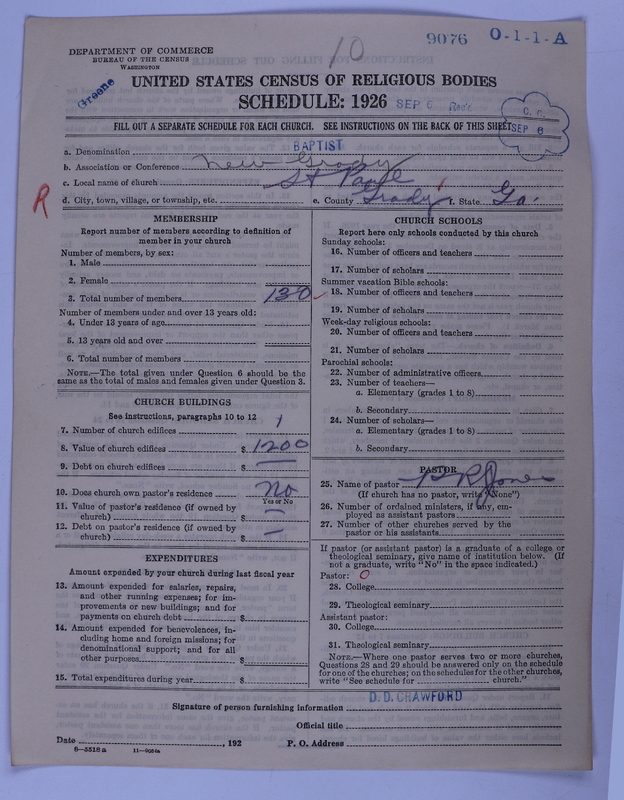 10
9076 O-1-1-A
DEPARTMENT OF COMMERCE
BUREAU OF THE CENSUS
WASHINGTON
Greene
UNITED STATES CENSUS OF RELIGIOUS BODIES
SCHEDULE: 1926 SEP 6 Rec'd
FILL OUT A SEPARATE SCHEDULE FOR EACH CHURCH. SEE INSTRUCTIONS ON THE BACK OF THIS SHEET
SEP 6
a. Denomination BAPTIST
b. Association or Conference New Grady
c. Local name of church St Paul
R
d. City, town, village, or township, etc. e. County Grady f. State Ga.
MEMBERSHIP
Report number of members according to definition of
member in your church
Number of members, by sex:
1. Male
2. Female
3. Total number of members 130
Number of members under and over 13 years old:
4. Under 13 years of age
5. 13 years old and over
6. Total number of members
NOTE.—The total given under Question 6 should be the
same as the total of males and females given under Question 3.
CHURCH BUILDINGS
See instructions, paragraphs 10 to 12
7. Number of church edifices 1
8. Value of church edifices $ 1200
9. Debt on church edifices $ —
10. Does church own pastor's residence No
Yes or No
11. Value of pastor's residence (if owned by
church) $ —
12. Debt on pastor's residence (if owned by
church) $ —
EXPENDITURES
Amount expended by your church during last fiscal year
13. Amount expended for salaries, repairs,
and other running expenses; for im-
provements or new buildings; and for
payments on church debt $
14. Amount expended for benevolences, in-
cluding home and foreign missions; for
denominational support; and for all
other purposes $
15. Total expenditures during year $
CHURCH SCHOOLS
Report here only schools conducted by this church
Sunday schools:
16. Number of officers and teachers
17. Number of scholars
Summer vacation Bible schools:
18. Number of officers and teachers
19. Number of scholars
Week-day religious schools:
20. Number of officers and teachers
21. Number of scholars
Parochial schools:
22. Number of administrative officers
23. Number of teachers—
a. Elementary (grades 1 to 8)
b. Secondary
24. Number of scholars—
a. Elementary (grades 1 to 8)
b. Secondary
PASTOR
25. Name of pastor Jones
(If church has no pastor, write "None")
26. Number of ordained ministers, if any, em-
ployed as assistant pastors
27. Number of other churches served by the
pastor or his assistants
If pastor (or assistant pastor) is a graduate of a college or
theological seminary, give name of institution below. (If
not a graduate, write "No" in the space indicated.)
Pastor: O
28. College
29. Theological seminary
Assistant pastor:
30. College
31. Theological seminary
NOTE.—Where one pastor serves two or more churches,
Questions 28 and 29 should be answered only on the schedule
for one of the churches; on the schedules for the other churches,
write "See schedule for church."
Signature of person furnishing information D. D. CRAWFORD
Official title
Date , 192 P. O. Address
8—5518 a 11—9084a